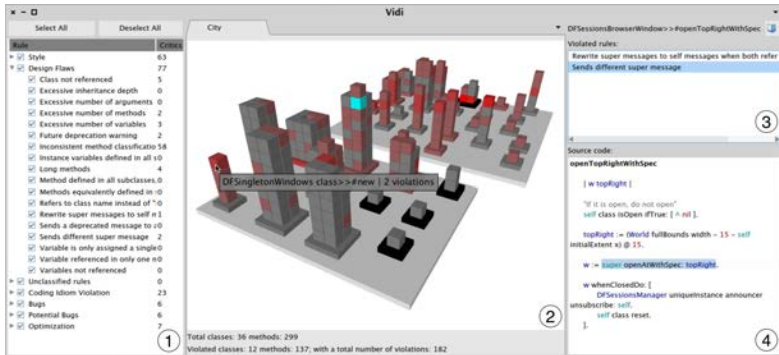 Vidi
Select All
Deselect All
Rule
Critics
Style 63
Design Flaws 77
Class not referenced 5
Excessive inheritance depth 0
Excessive number of arguments 0
Excessive number of methods 2
Excessive number of variables 3
Future deprecation warning 2
Inconsistent method classificatio 58
Instance variables defined in all s 0
Long methods 4
Method defined in all subclasses, 0
Methods equivalently defined in 0
Refers to class name instead of " 0
Rewrite super messages to self m 1
Sends a deprecated message to 0
Sends different super message 2
Variable is only assigned a single 0
Variable referenced in only one m 0
Variables not referenced 0
Unclassified rules 0
Coding Idiom Violation 23
Bugs 6
Potential Bugs 6
Optimization 7
1
City
DFSingletonWindows class>>#new | 2 violations
2
Total classes: 36 methods: 299
Violated classes: 12 methods: 137; with a total number of violations: 182
DFSessionsBrowserWindow>>#openTopRightWithSpec
Violated rules:
Rewrite super messages to self messages when both refer
Sends different super message
3
Source code:
openTopRightWithSpec
| w topRight |
"If it is open, do not open"
self class isOpen ifTrue: [ ^ nil ].
topRight := (World fullBounds width - 15 - self
initialExtent x) @ 15.
w := super openAtWithSpec: topRight.
w whenClosedDo: [
DFSessionsManager uniqueInstance announcer
unsubscribe: self.
self class reset.
].
4